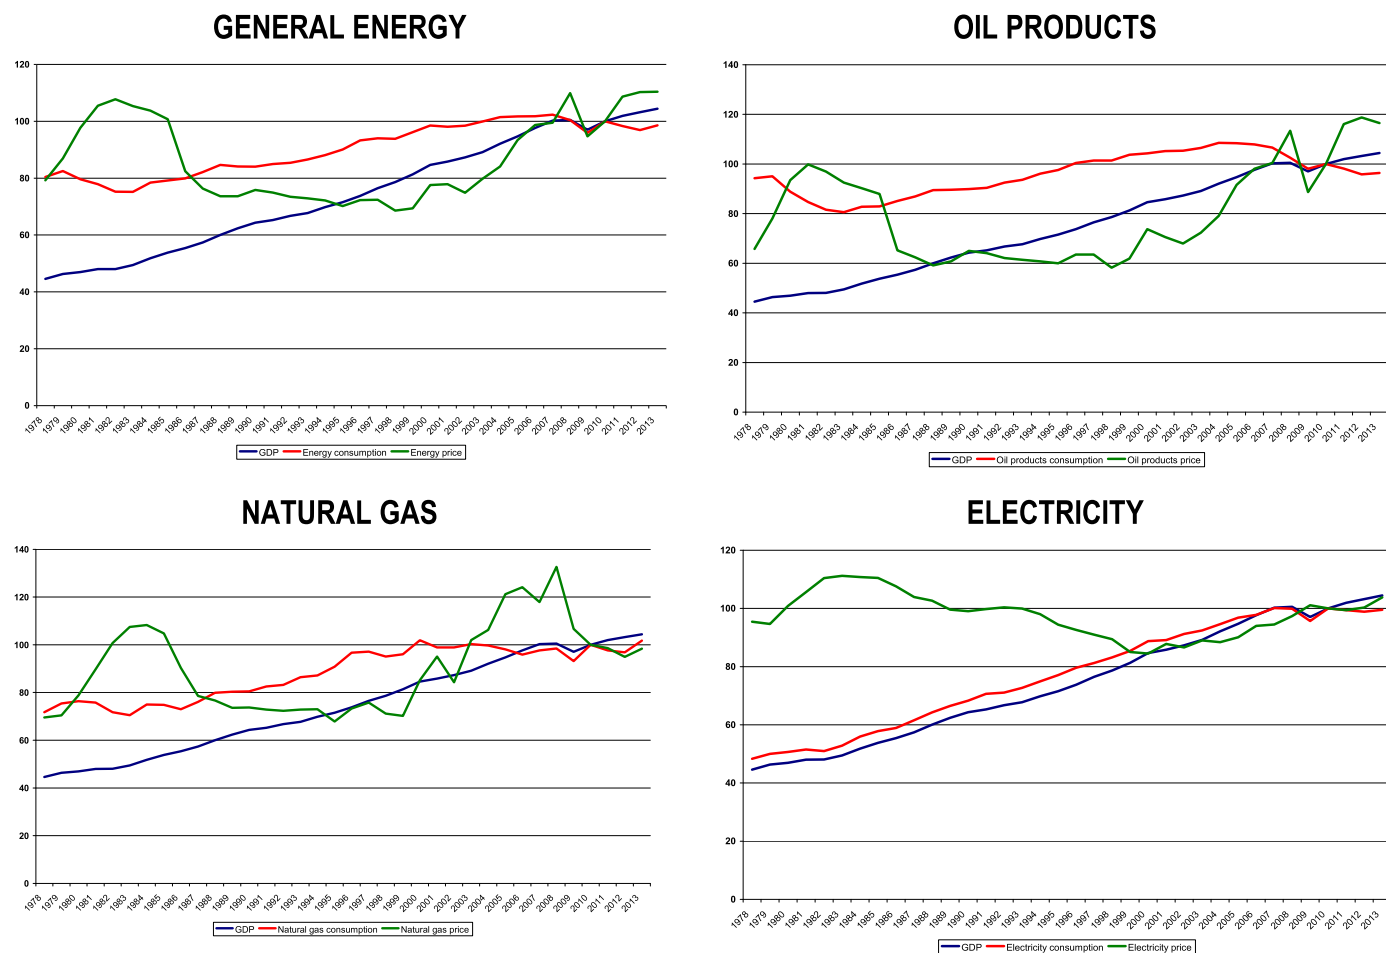 GENERAL ENERGY
120
100
80
60
40
20
0
1978 1979 1980 1981 1982 1983 1984 1985 1986 1987 1988 1989 1990 1991 1992 1993 1994 1995 1996 1997 1998 1999 2000 2001 2002 2003 2004 2005 2006 2007 2008 2009 2010 2011 2012 2013
GDP Energy consumption Energy price
OIL PRODUCTS
140
120
100
80
60
40
20
0
1978 1979 1980 1981 1982 1983 1984 1985 1986 1987 1988 1989 1990 1991 1992 1993 1994 1995 1996 1997 1998 1999 2000 2001 2002 2003 2004 2005 2006 2007 2008 2009 2010 2011 2012 2013
GDP Oil products consumption Oil products price
NATURAL GAS
140
120
100
80
60
40
20
0
1978 1979 1980 1981 1982 1983 1984 1985 1986 1987 1988 1989 1990 1991 1992 1993 1994 1995 1996 1997 1998 1999 2000 2001 2002 2003 2004 2005 2006 2007 2008 2009 2010 2011 2012 2013
GDP Natural gas consumption Natural gas price
ELECTRICITY
120
100
80
60
40
20
0
1978 1979 1980 1981 1982 1983 1984 1985 1986 1987 1988 1989 1990 1991 1992 1993 1994 1995 1996 1997 1998 1999 2000 2001 2002 2003 2004 2005 2006 2007 2008 2009 2010 2011 2012 2013
GDP Electricity consumption Electricity price